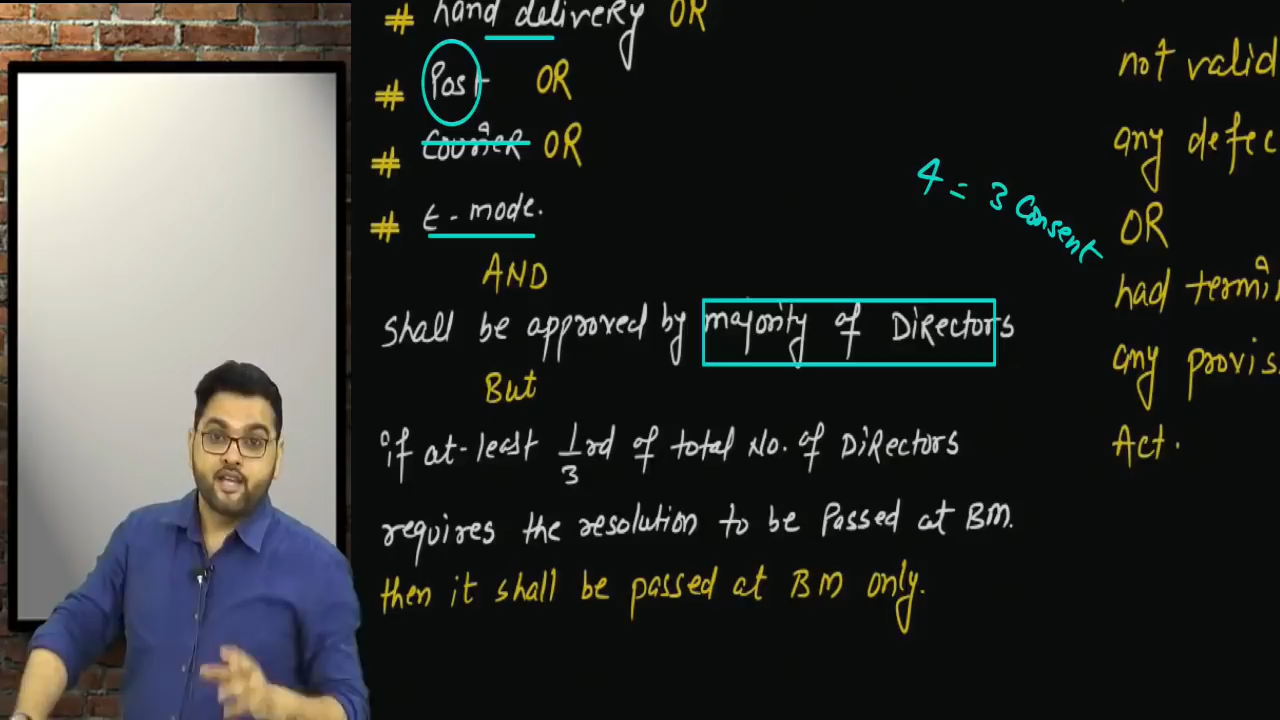 # hand delivery OR
# Post OR
# Courier OR
# E-mode.
AND
Shall be approved by majority of Directors
But
if at-least 1/3 rd of total No. of Directors
requires the resolution to be Passed at BM.
then it shall be passed at BM only.
4 = 3 Consent
not valid
any defec
OR
had termi
any provis
Act.